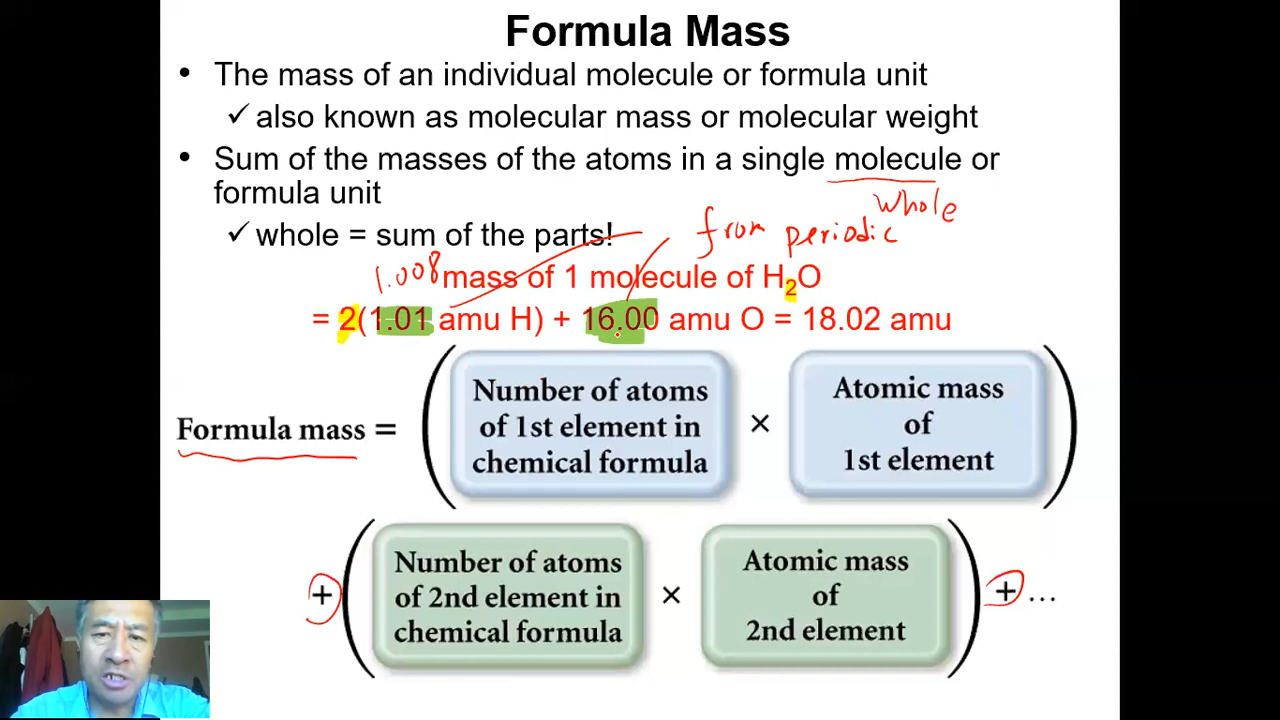 Formula Mass
• The mass of an individual molecule or formula unit
✓ also known as molecular mass or molecular weight
• Sum of the masses of the atoms in a single molecule or
formula unit
whole
✓ whole = sum of the parts!
from periodic
1.008
mass of 1 molecule of H₂O
= 2(1.01 amu H) + 16.00 amu O = 18.02 amu
Formula mass = (
Number of atoms
of 1st element in
chemical formula
×
Atomic mass
of
1st element
)
+ (
Number of atoms
of 2nd element in
chemical formula
×
Atomic mass
of
2nd element
) + ...